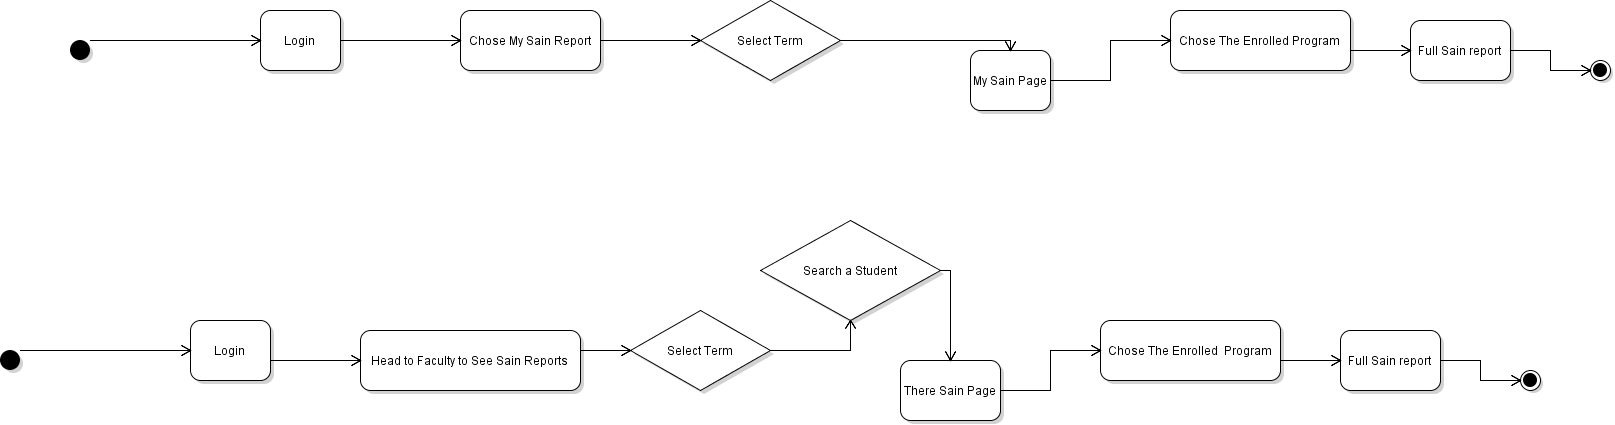 Login
Chose My Sain Report
Select Term
My Sain Page
Chose The Enrolled Program
Full Sain report
Login
Head to Faculty to See Sain Reports
Select Term
Search a Student
There Sain Page
Chose The Enrolled  Program
Full Sain report